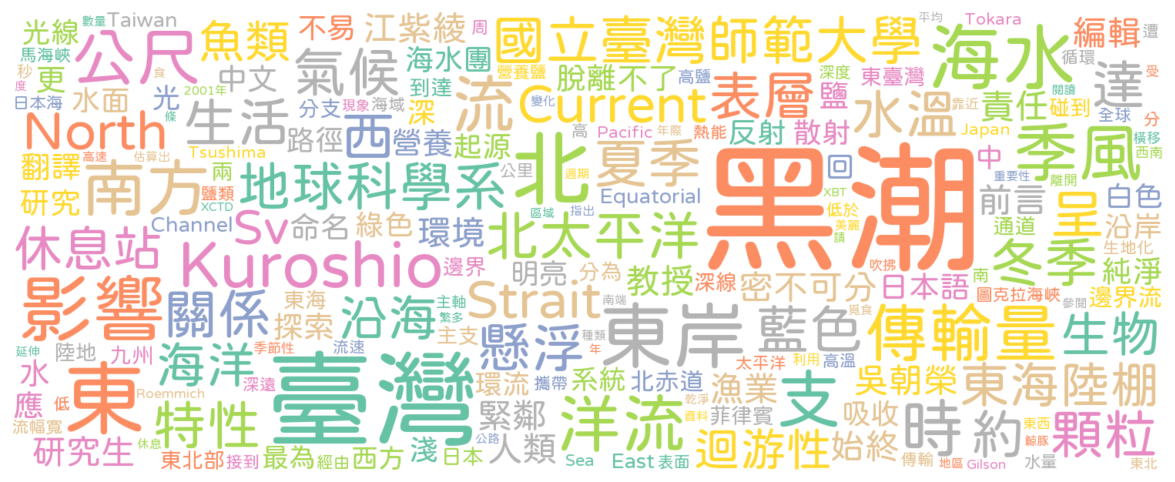 數量 Taiwan
光線 公尺 魚類 不易 江紫綾 周 國立臺灣師範大學 海水 Tokara 編輯 遭
馬海峽 更 中文 氣候 海水團 營養鹽 脫離不了 高鹽 深度 東臺灣 平均 循環
秒 食 到達 變化 表層 鹽 責任 碰到 閱讀 受
度 2001年 光 分支 現象 海域 深 流 Current 水溫 靠近 達
日本海 水面 條 生活 路徑 西 營養 起源 高 Pacific 年際 熱能 反射 散射 Japan 全球 分
North Tsushima 兩 公里 北 夏季 回 中 季風 橫移 西南
翻譯 高速 估算出 南方 地球科學系 週期 黑潮 XBT 重要性 離開
研究 鹽類 XCTD Equatorial 低於 前言 呈 白色
Channel Sv 命名 綠色 環境 區域 指出 美麗 請 通道 沿岸
休息站 Kuroshio 邊界 北太平洋 吹拂 南 冬季 生地化
明亮 分為 教授 深線 密不可分 日本語 圖克拉海峽 純淨
影響 關係 東海 沿海 主軸 Strait 南端 東岸 藍色 參閱 邊界流
探索 繁多 主支 懸浮 覓食 傳輸量 生物
延伸 陸地 九州 季節性 流速 種類 年 太平洋 利用 高溫
水 東 海洋 臺灣 環流 攜帶 系統 北赤道 漁業 支 吳朝榮 東海陸棚
應 低 深遠 Roemmich 緊鄰 洋流 菲律賓 乾淨 百科 吸收 時 約 顆粒
流幅寬 特性 淺 人類 迴游性 始終 東西 鯨豚
研究生 休息 東北部 接到 最為 公路 經由 西方 日本 Sea East 表面 地區 傳輸 Gilson 水量 東北